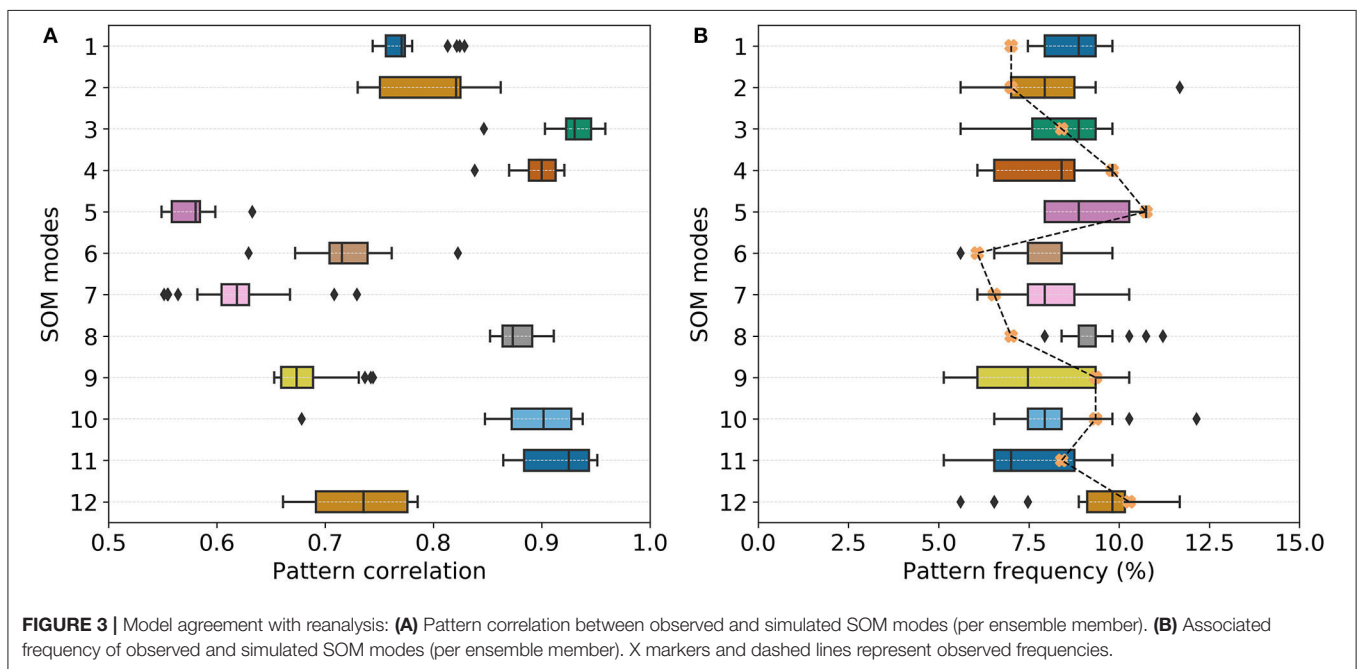 A
1
2
3
4
5
6
7
8
9
10
11
12
SOM modes
0.5 0.6 0.7 0.8 0.9 1.0
Pattern correlation
B
1
2
3
4
5
6
7
8
9
10
11
12
SOM modes
0.0 2.5 5.0 7.5 10.0 12.5 15.0
Pattern frequency (%)
FIGURE 3 | Model agreement with reanalysis: (A) Pattern correlation between observed and simulated SOM modes (per ensemble member). (B) Associated
frequency of observed and simulated SOM modes (per ensemble member). X markers and dashed lines represent observed frequencies.